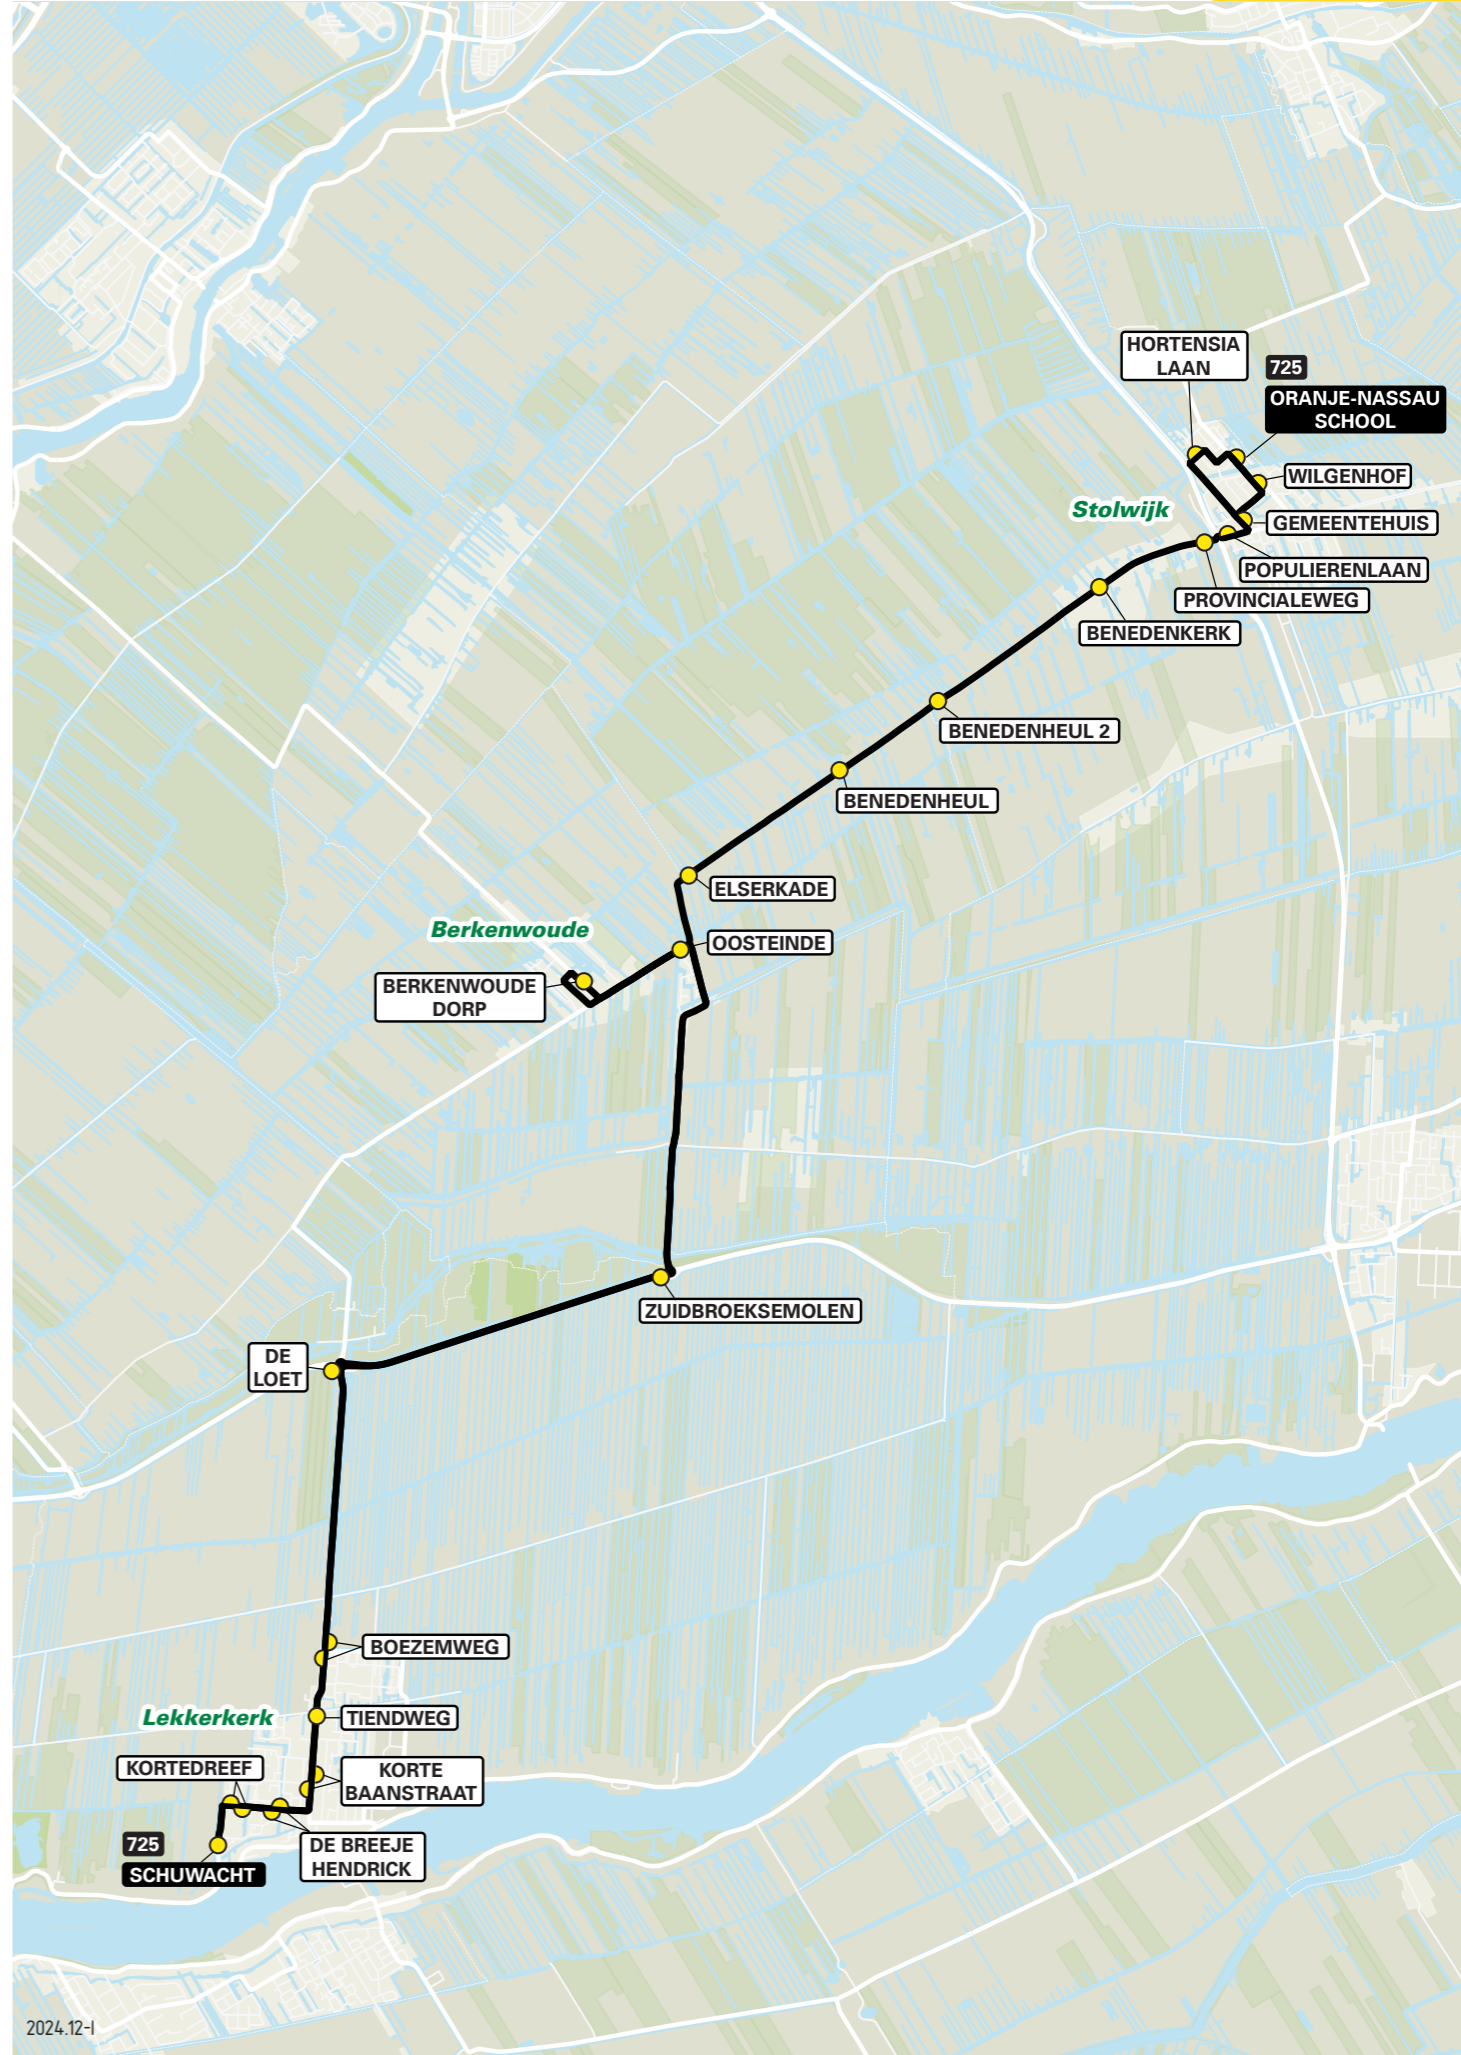 HORTENSIA
LAAN
725
ORANJE-NASSAU
SCHOOL
WILGENHOF
Stolwijk
GEMEENTEHUIS
POPULIERENLAAN
PROVINCIALEWEG
BENEDENKERK
BENEDENHEUL 2
BENEDENHEUL
ELSERKADE
Berkenwoude
OOSTEINDE
BERKENWOUDE
DORP
ZUIDBROEKSEMOLEN
DE
LOET
BOEZEMWEG
Lekkerkerk
TIENDWEG
KORTEDREEF
KORTE
BAANSTRAAT
725
DE BREEJE
HENDRICK
SCHUWACHT
2024.12-I